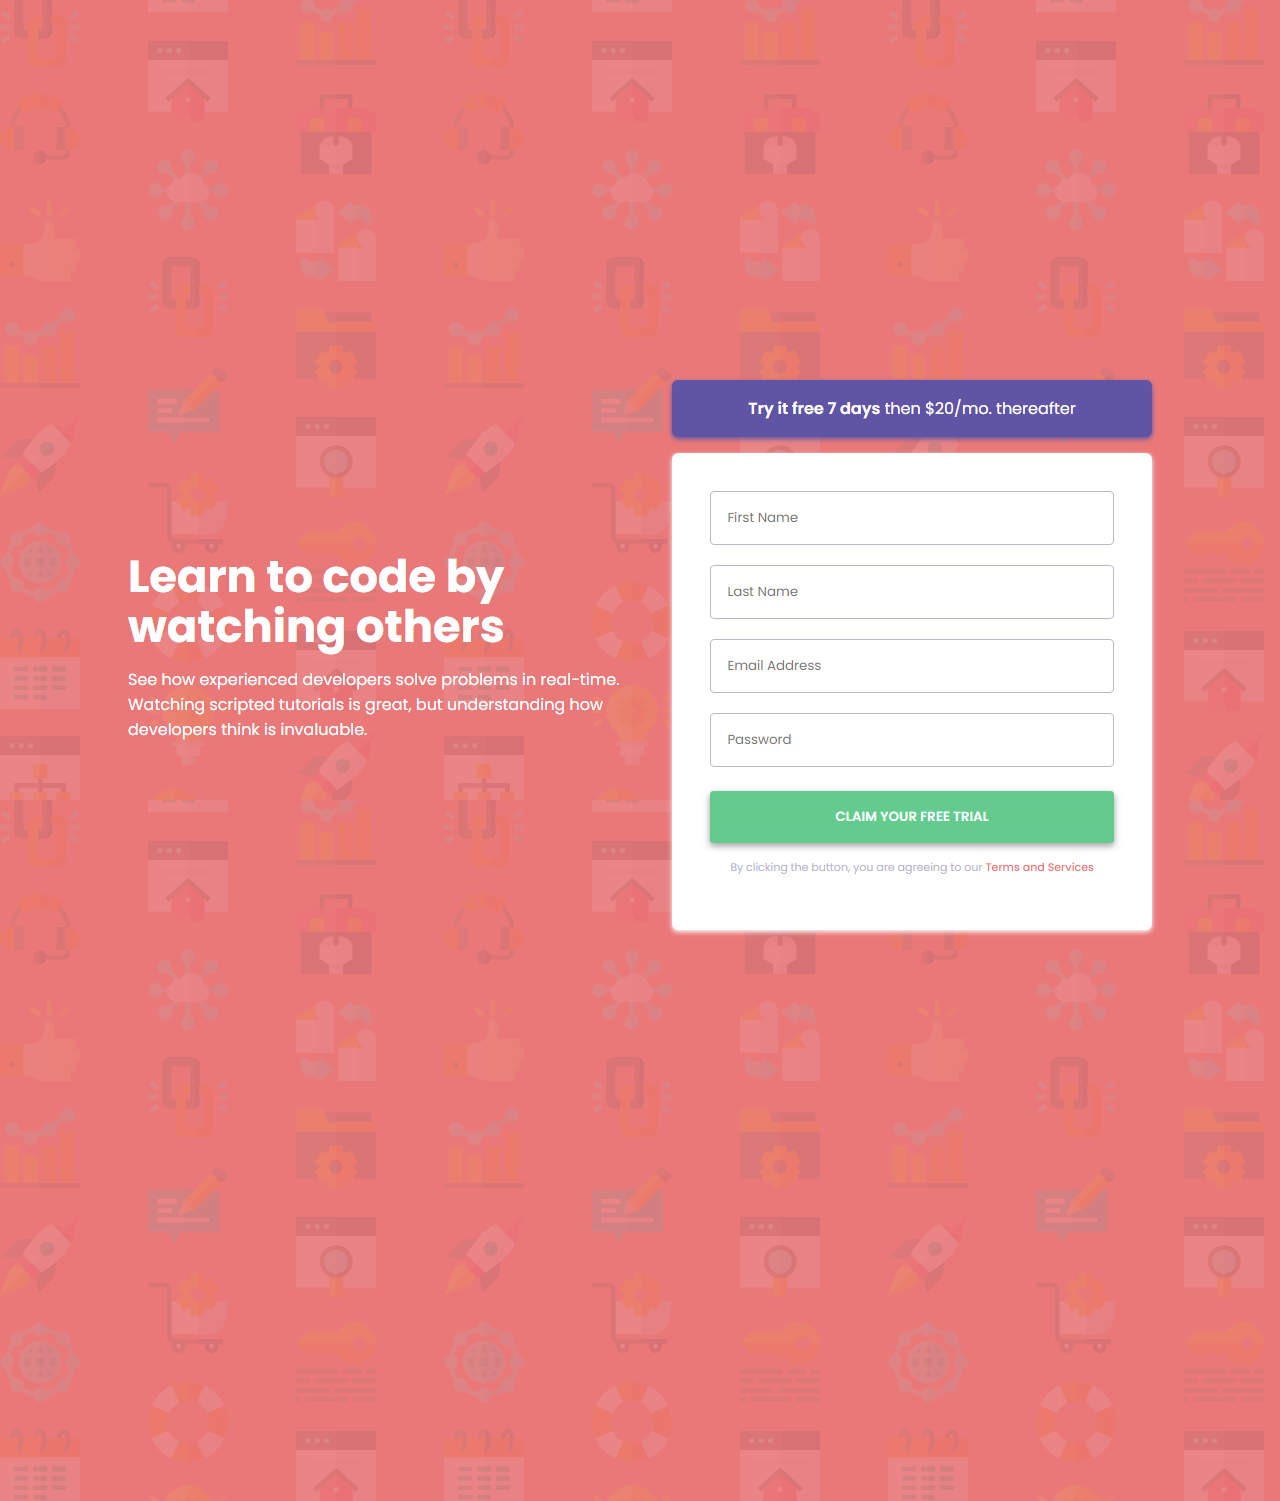 Learn to code by
watching others
See how experienced developers solve problems in real-time.
Watching scripted tutorials is great, but understanding how
developers think is invaluable.
Try it free 7 days then $20/mo. thereafter
First Name
Last Name
Email Address
Password
CLAIM YOUR FREE TRIAL
By clicking the button, you are agreeing to our Terms and Services